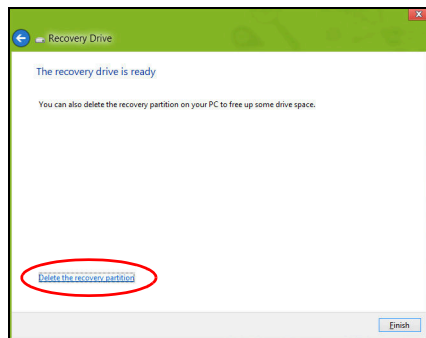 Recovery Drive
The recovery drive is ready
You can also delete the recovery partition on your PC to free up some drive space.
Delete the recovery partition
Finish